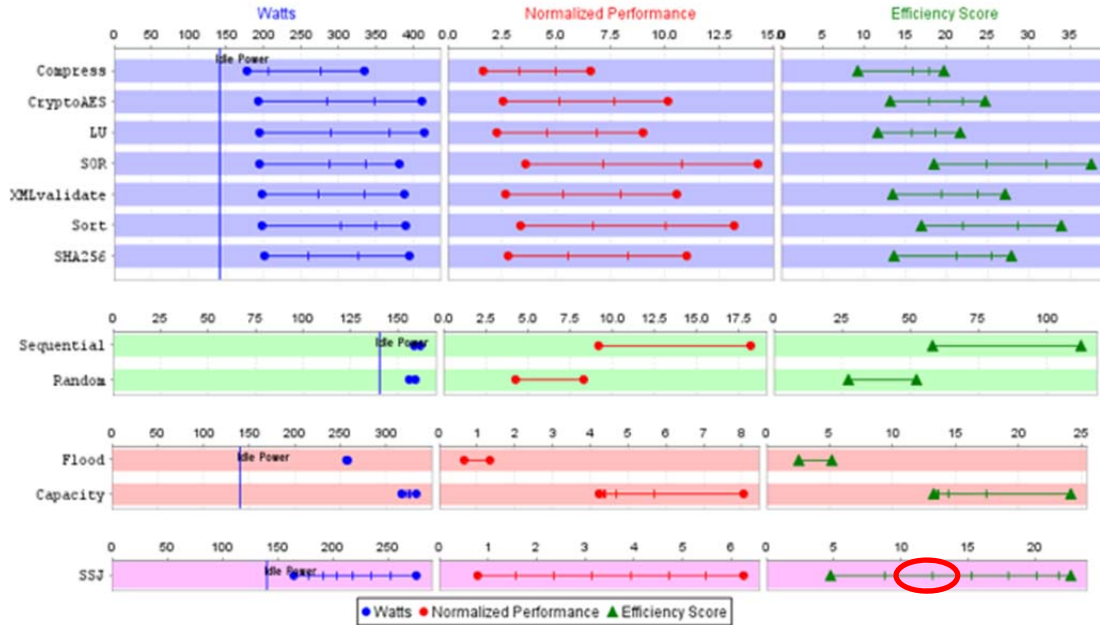 Watts Normalized Performance Efficiency Score
0 50 100 150 200 250 300 350 400 0.0 2.5 5.0 7.5 10.0 12.5 15.0 5 10 15 20 25 30 35
Idle Power
Compress
CryptoAES
LU
SOR
XMLvalidate
Sort
SHA256
0 25 50 75 100 125 150 0.0 2.5 5.0 7.5 10.0 12.5 15.0 17.5 0 25 50 75 100
Sequential Idle Power
Random
0 50 100 150 200 250 300 0 1 2 3 4 5 6 7 8 0 5 10 15 20 25
Flood Idle Power
Capacity
0 50 100 150 200 250 0 1 2 3 4 5 6 0 5 10 15 20
SSJ Idle Power
Watts Normalized Performance Efficiency Score